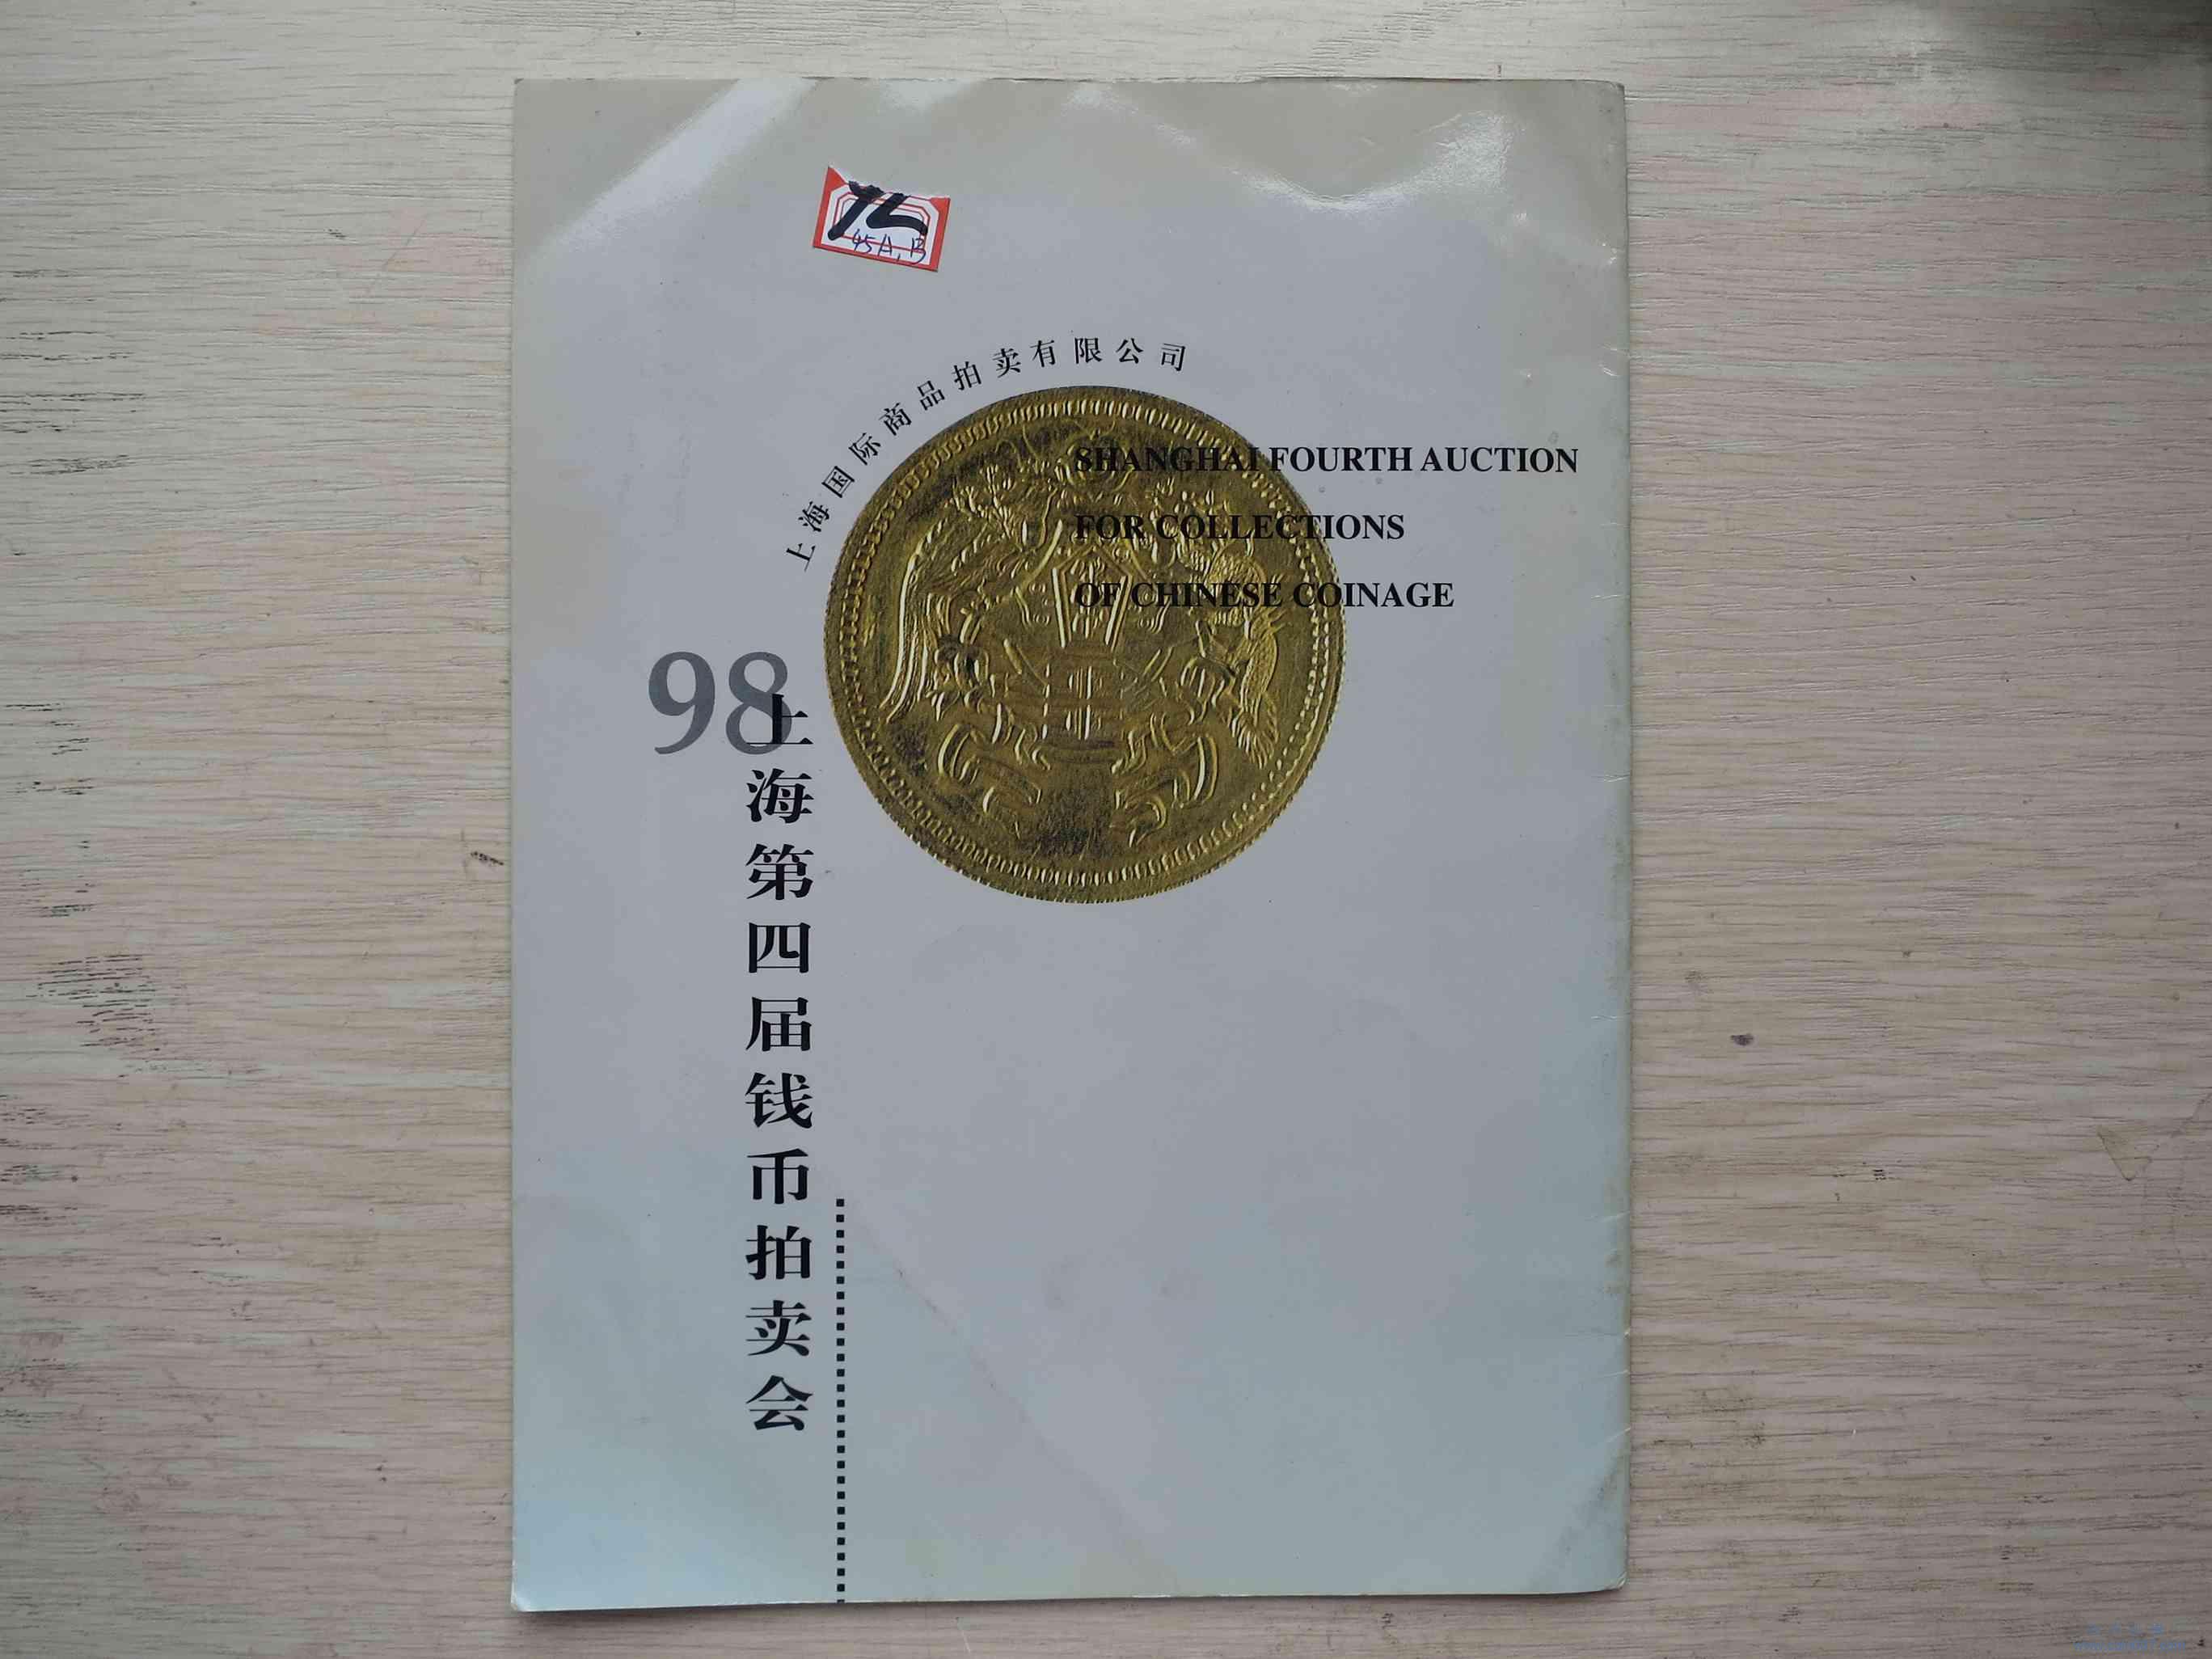 45A,B
上海国际商品拍卖有限公司
SHANGHAI FOURTH AUCTION
FOR COLLECTIONS
OF CHINESE COINAGE
98
上海第四届钱币拍卖会